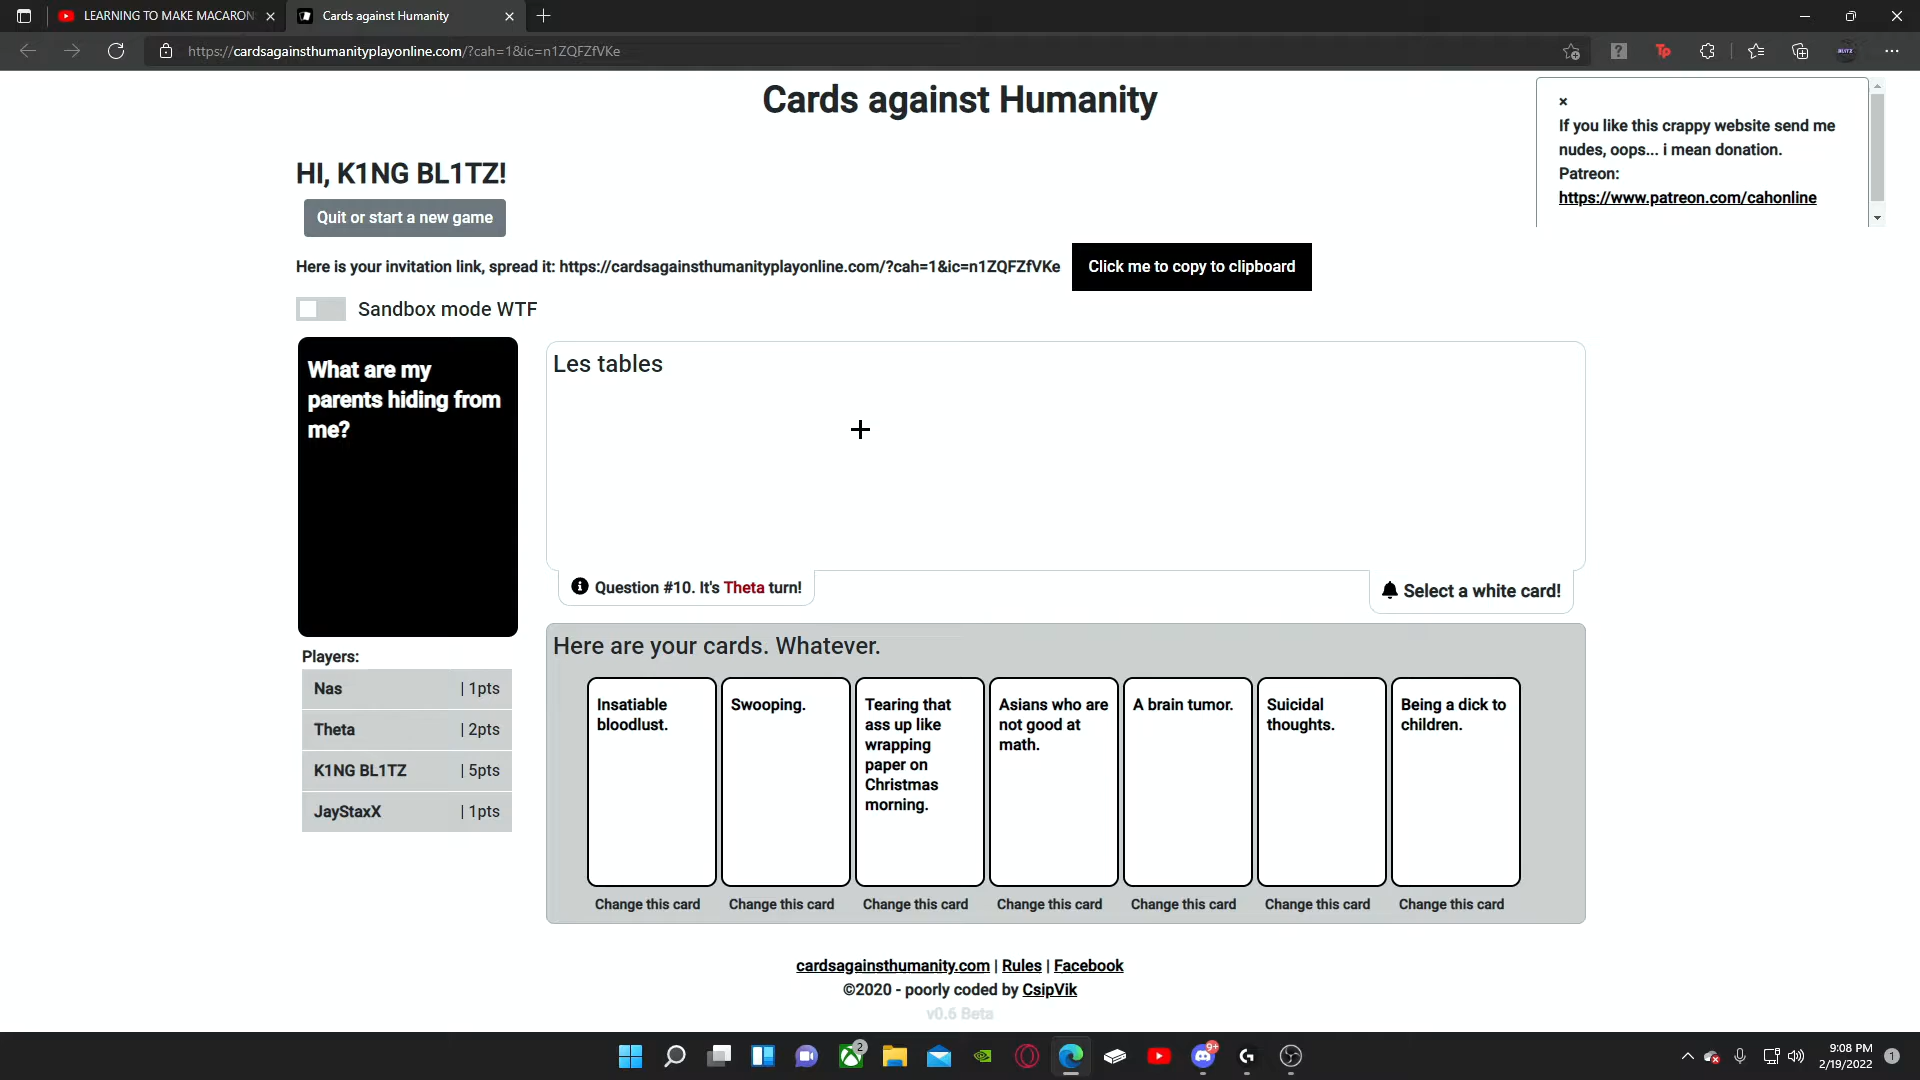 LEARNING TO MAKE MACARON
Cards against Humanity
https://cardsagainsthumanityplayonline.com/?cah=1&ic=n1ZQFZfVKe
Cards against Humanity
×
If you like this crappy website send me
nudes, oops... i mean donation.
Patreon:
https://www.patreon.com/cahonline
HI, K1NG BL1TZ!
Quit or start a new game
Here is your invitation link, spread it: https://cardsagainsthumanityplayonline.com/?cah=1&ic=n1ZQFZfVKe
Click me to copy to clipboard
Sandbox mode WTF
What are my
parents hiding from
me?
Les tables
Question #10. It's Theta turn!
Select a white card!
Players:
Nas | 1pts
Theta | 2pts
K1NG BL1TZ | 5pts
JayStaxX | 1pts
Here are your cards. Whatever.
Insatiable
bloodlust.
Swooping.
Tearing that
ass up like
wrapping
paper on
Christmas
morning.
Asians who are
not good at
math.
A brain tumor.
Suicidal
thoughts.
Being a dick to
children.
Change this card
Change this card
Change this card
Change this card
Change this card
Change this card
Change this card
cardsagainsthumanity.com | Rules | Facebook
©2020 - poorly coded by CsipVik
v0.6 Beta
2
9+
9:08 PM
2/19/2022
1